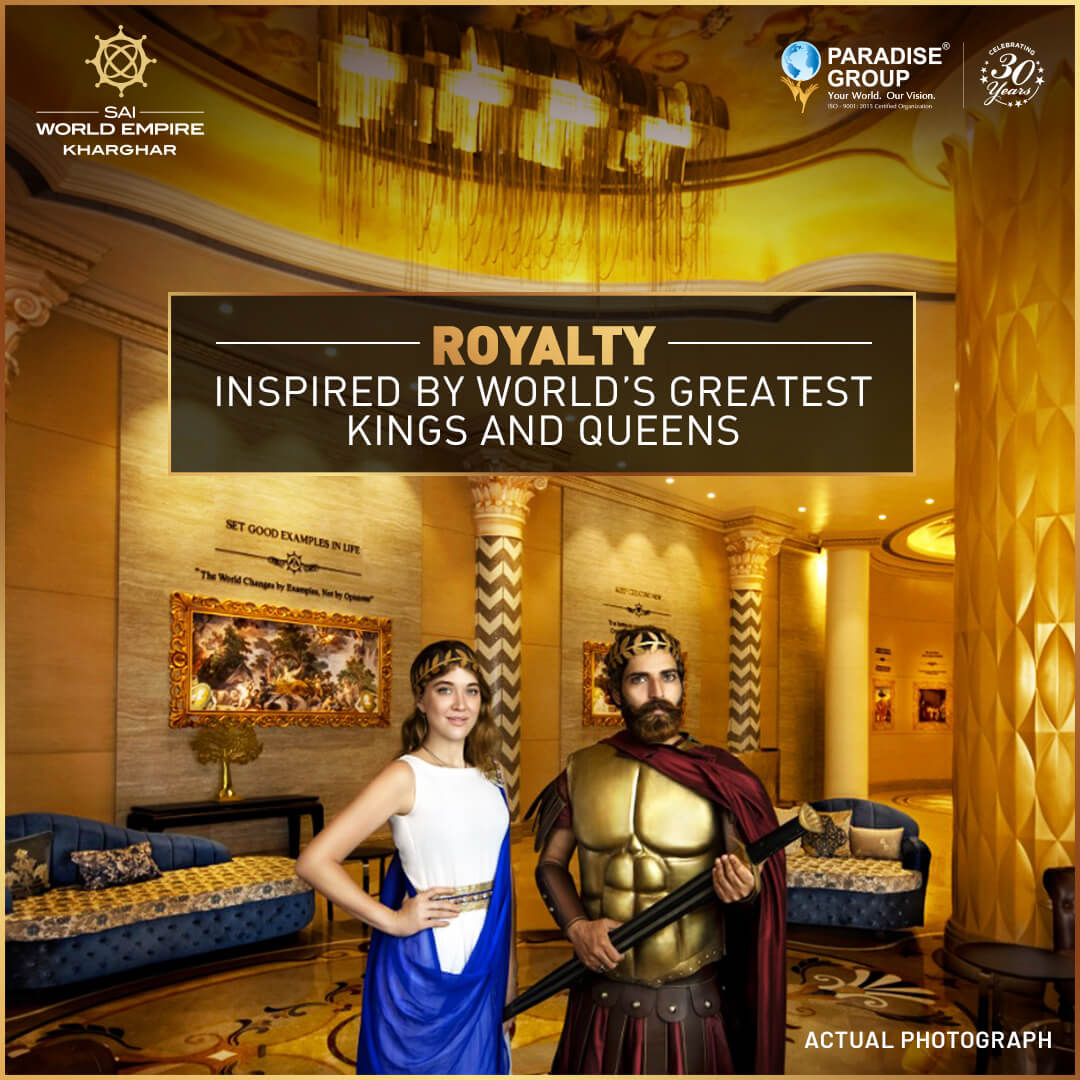 SAI
WORLD EMPIRE
KHARGHAR
PARADISE®
GROUP
Your World. Our Vision.
ISO - 9001 : 2015 Certified Organization
CELEBRATING
30
Years
ROYALTY
INSPIRED BY WORLD'S GREATEST
KINGS AND QUEENS
SET GOOD EXAMPLES IN LIFE
"The World Changes by Examples, Not by Opinions"
ACTUAL PHOTOGRAPH